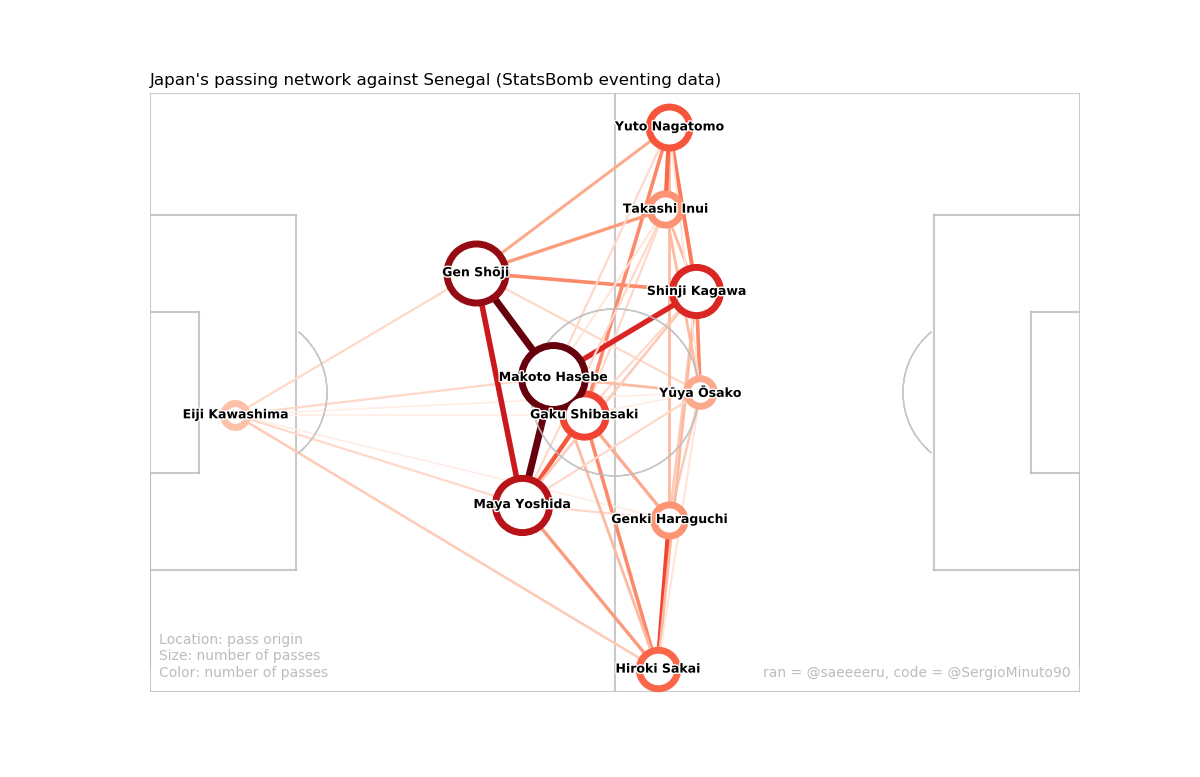 Japan's passing network against Senegal (StatsBomb eventing data)
Yuto Nagatomo
Takashi Inui
Gen Shōji
Shinji Kagawa
Makoto Hasebe
Yūya Ōsako
Eiji Kawashima
Gaku Shibasaki
Maya Yoshida
Genki Haraguchi
Hiroki Sakai
Location: pass origin
Size: number of passes
Color: number of passes
ran = @saeeeeru, code = @SergioMinuto90